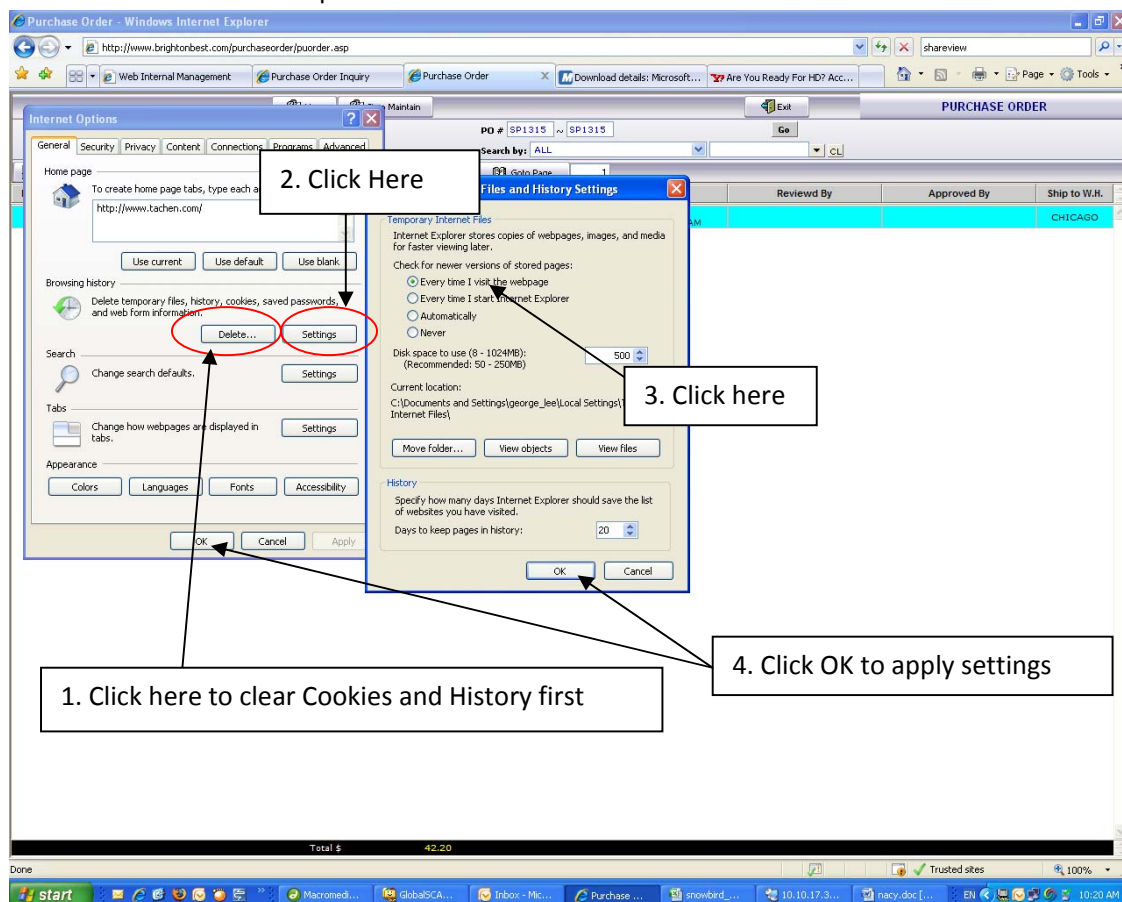 Purchase Order - Windows Internet Explorer
http://www.brightonbest.com/purchaseorder/puorder.asp
shareview
Web Internal Management
Purchase Order Inquiry
Purchase Order
X
Download details: Microsoft...
Are You Ready For HD? Acc...
Page
Tools
Maintain
Exit
PURCHASE ORDER
PO # SP1315 ~ SP1315
Go
Search by: ALL
CL
Goto Page 1
Reviewd By
Approved By
Ship to W.H.
AM
CHICAGO
Internet Options
General
Security
Privacy
Content
Connections
Programs
Advanced
Home page
To create home page tabs, type each a
http://www.tachen.com/
Use current
Use default
Use blank
Browsing history
Delete temporary files, history, cookies, saved passwords,
and web form information.
Delete...
Settings
Search
Change search defaults.
Settings
Tabs
Change how webpages are displayed in
tabs.
Settings
Appearance
Colors
Languages
Fonts
Accessibility
OK
Cancel
Apply
2. Click Here
Files and History Settings
Temporary Internet Files
Internet Explorer stores copies of webpages, images, and media
for faster viewing later.
Check for newer versions of stored pages:
Every time I visit the webpage
Every time I start Internet Explorer
Automatically
Never
Disk space to use (8 - 1024MB):
(Recommended: 50 - 250MB)
500
Current location:
C:\Documents and Settings\george_lee\Local Settings\
Internet Files\
Move folder...
View objects
View files
History
Specify how many days Internet Explorer should save the list
of websites you have visited.
Days to keep pages in history:
20
OK
Cancel
3. Click here
4. Click OK to apply settings
1. Click here to clear Cookies and History first
Total $ 42.20
Done
Trusted sites
100%
start
Macromedi...
GlobalSCA...
Inbox - Mic...
Purchase ...
snowbird_...
10.10.17.3...
nacy.doc [...
EN
10:20 AM